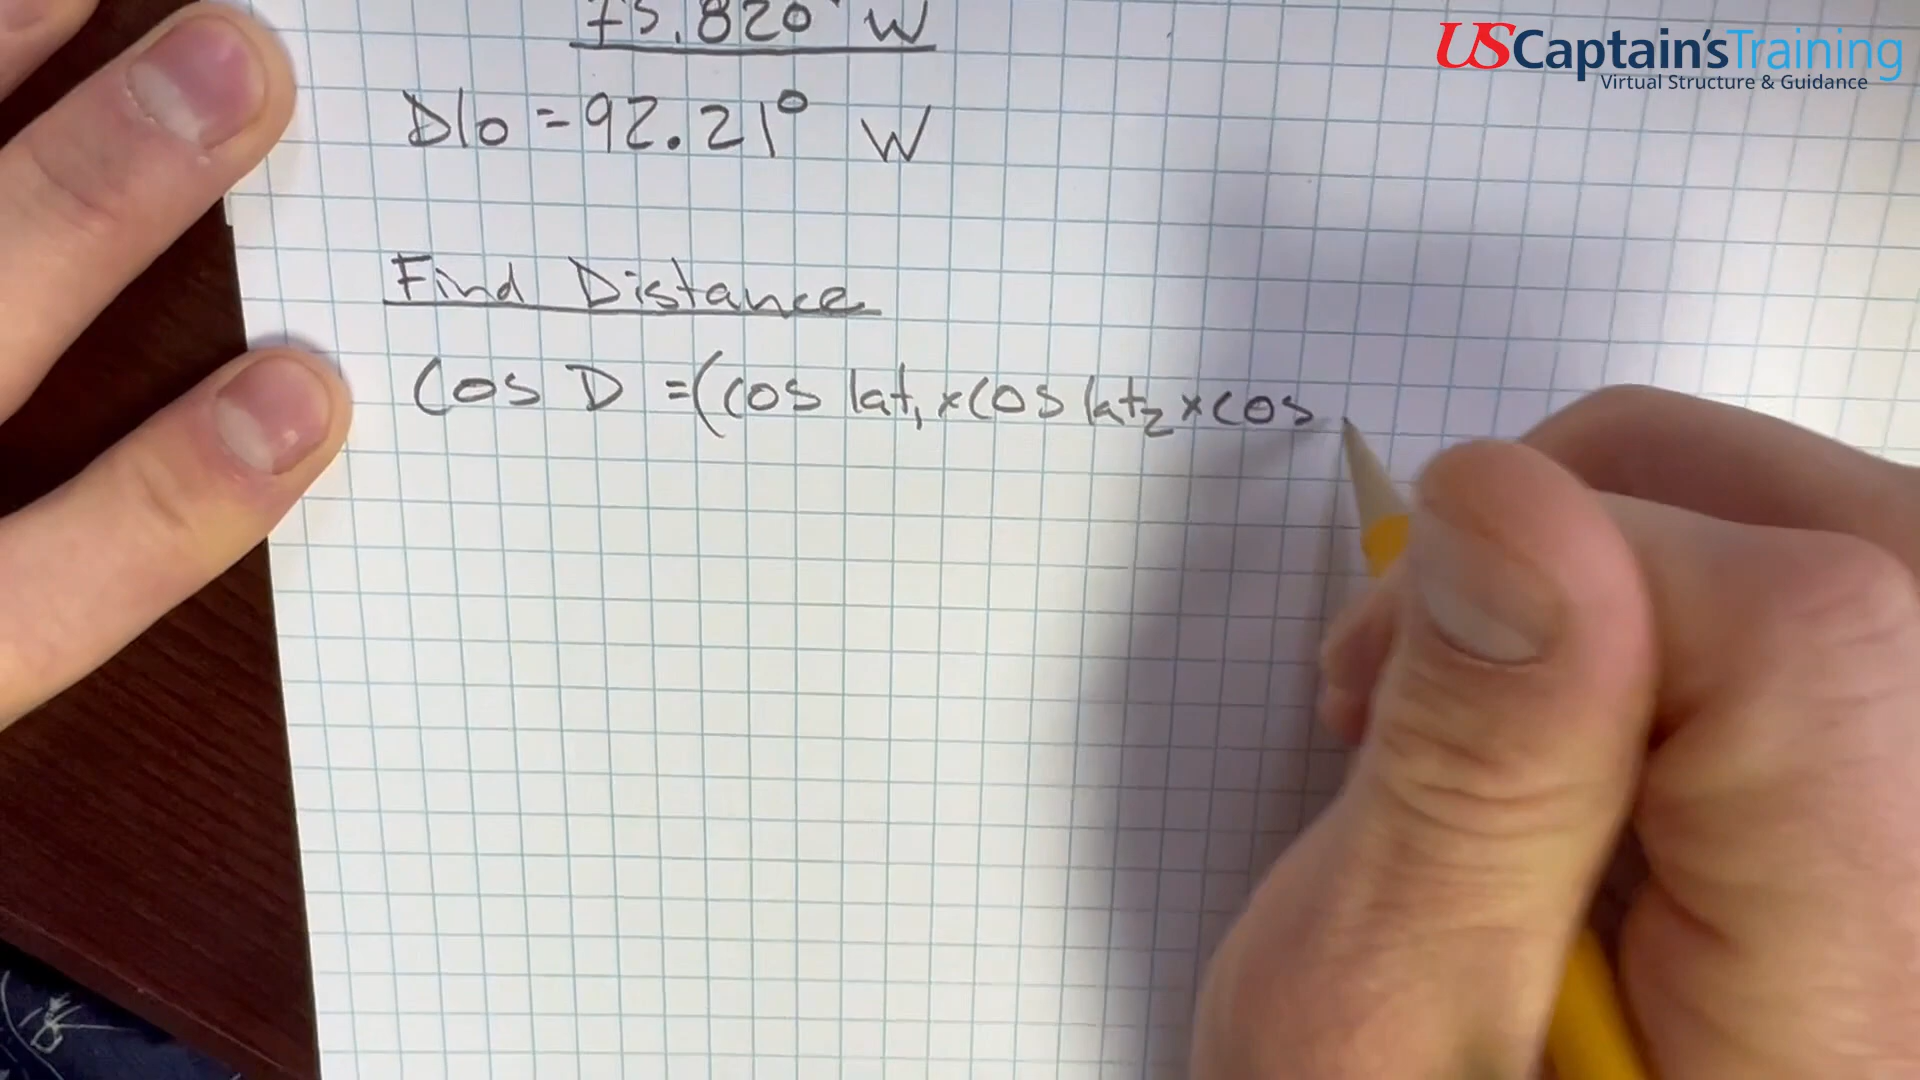 USCaptain'sTraining
Virtual Structure & Guidance
75.820° W
Dlo = 92.21° W
Find Distance
Cos D = (cos lat₁ × cos lat₂ × cos